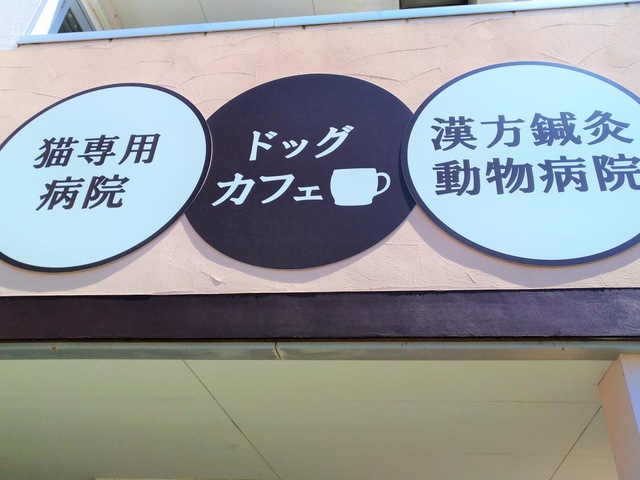 猫専用
病院
ドッグ
カフェ
漢方鍼灸
動物病院